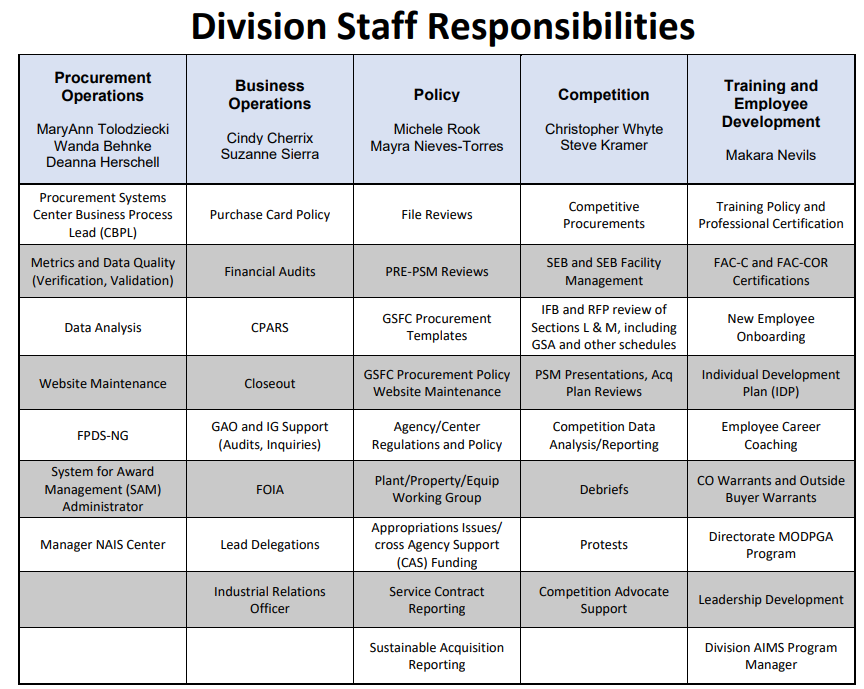 Division Staff Responsibilities
Procurement
Operations
MaryAnn Tolodziecki
Wanda Behnke
Deanna Herschell
Business
Operations
Cindy Cherrix
Suzanne Sierra
Policy
Michele Rook
Mayra Nieves-Torres
Competition
Christopher Whyte
Steve Kramer
Training and
Employee
Development
Makara Nevils
Procurement Systems
Center Business Process
Lead (CBPL)
Purchase Card Policy
File Reviews
Competitive
Procurements
Training Policy and
Professional Certification
Metrics and Data Quality
(Verification, Validation)
Financial Audits
PRE-PSM Reviews
SEB and SEB Facility
Management
FAC-C and FAC-COR
Certifications
Data Analysis
CPARS
GSFC Procurement
Templates
IFB and RFP review of
Sections L & M, including
GSA and other schedules
New Employee
Onboarding
Website Maintenance
Closeout
GSFC Procurement Policy
Website Maintenance
PSM Presentations, Acq
Plan Reviews
Individual Development
Plan (IDP)
FPDS-NG
GAO and IG Support
(Audits, Inquiries)
Agency/Center
Regulations and Policy
Competition Data
Analysis/Reporting
Employee Career
Coaching
System for Award
Management (SAM)
Administrator
FOIA
Plant/Property/Equip
Working Group
Debriefs
CO Warrants and Outside
Buyer Warrants
Manager NAIS Center
Lead Delegations
Appropriations Issues/
cross Agency Support
(CAS) Funding
Protests
Directorate MODPGA
Program
Industrial Relations
Officer
Service Contract
Reporting
Competition Advocate
Support
Leadership Development
Sustainable Acquisition
Reporting
Division AIMS Program
Manager